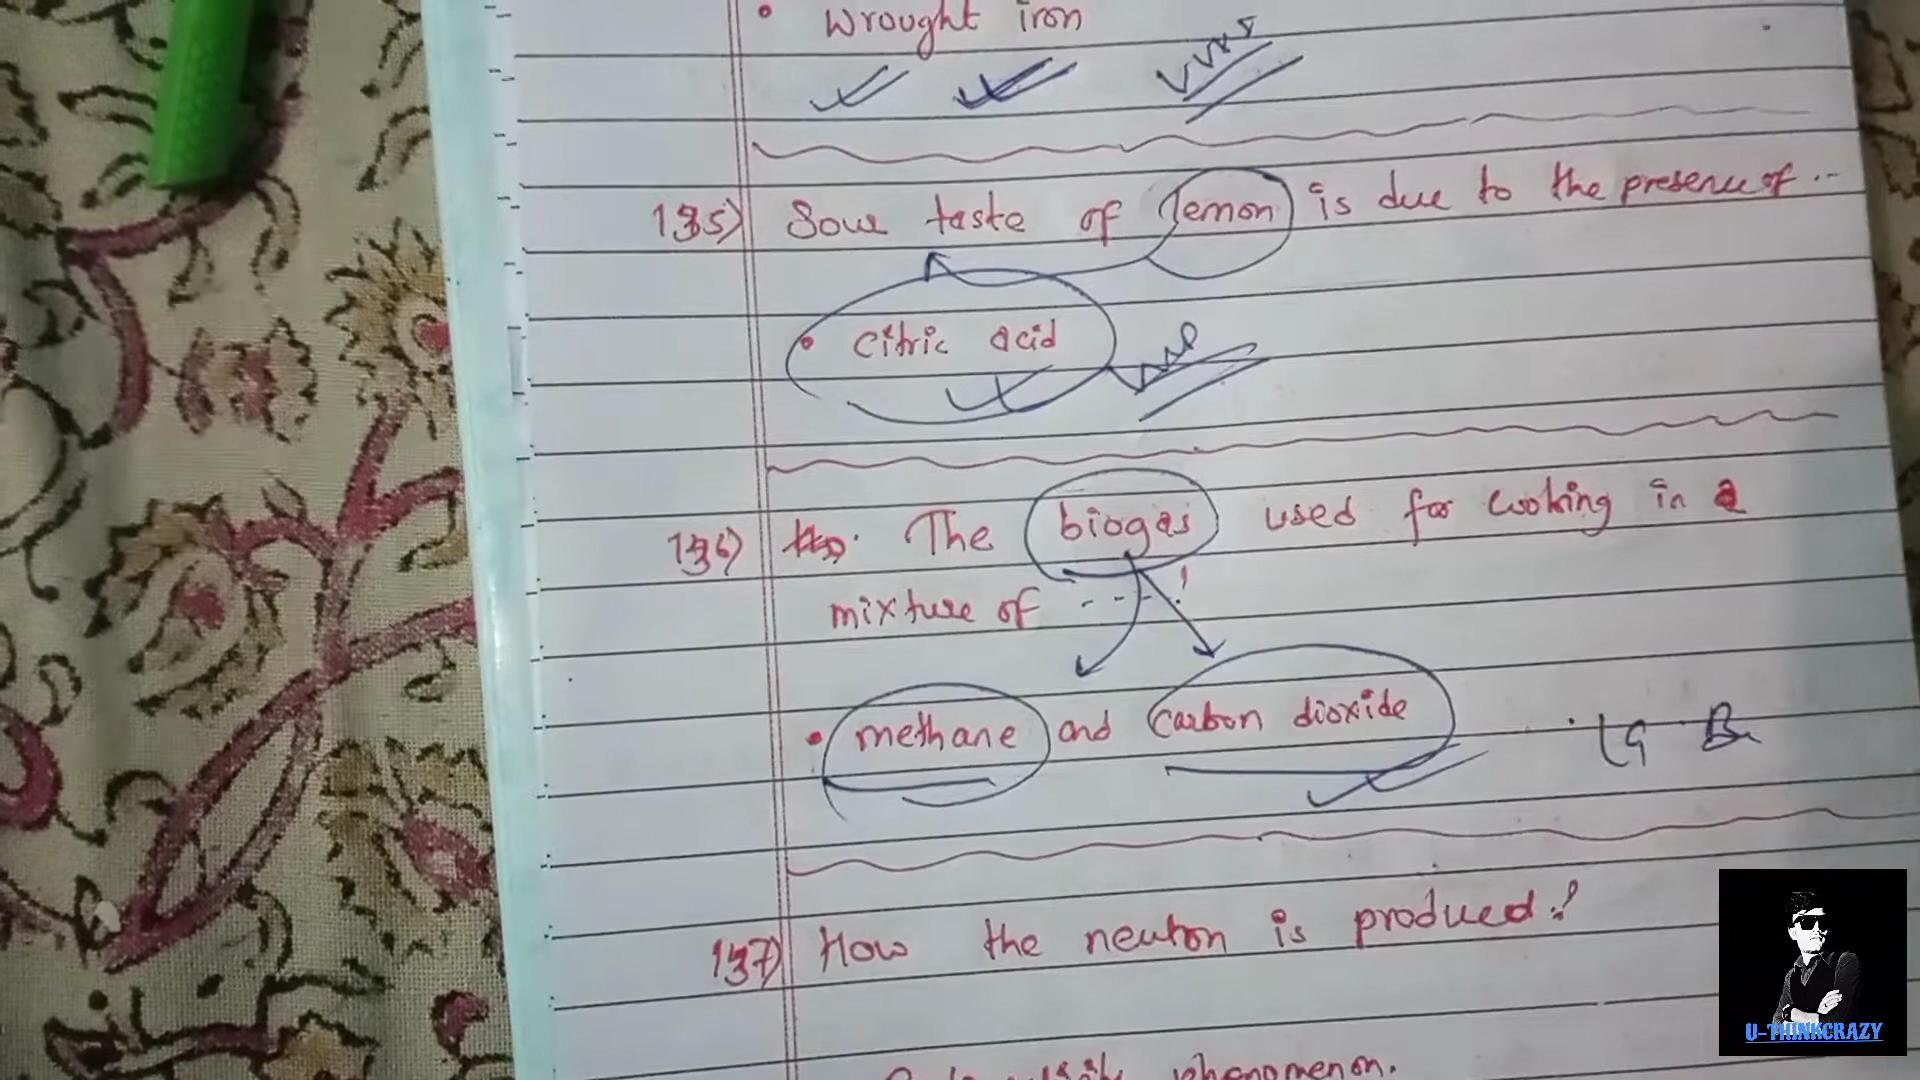 • Wrought iron
135) Sour taste of lemon is due to the presence of ...
• Citric acid
136) The biogas used for cooking in a
mixture of ---?
• methane and carbon dioxide
137) How the neutron is produced?
phenomenon.
U-THINKCRAZY